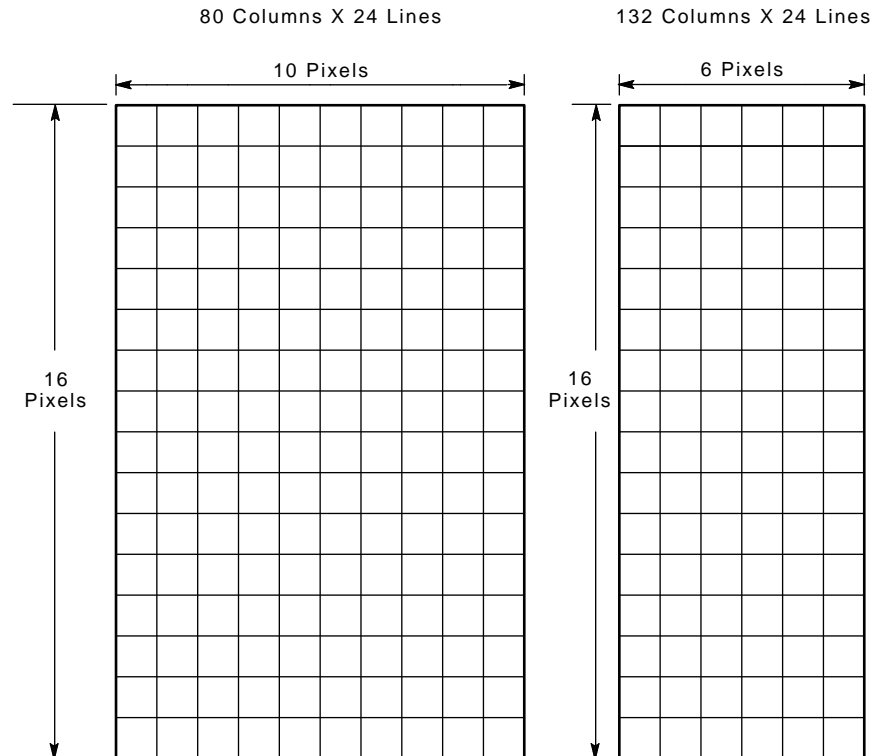 80 Columns X 24 Lines
132 Columns X 24 Lines
10 Pixels
6 Pixels
16
Pixels
16
Pixels